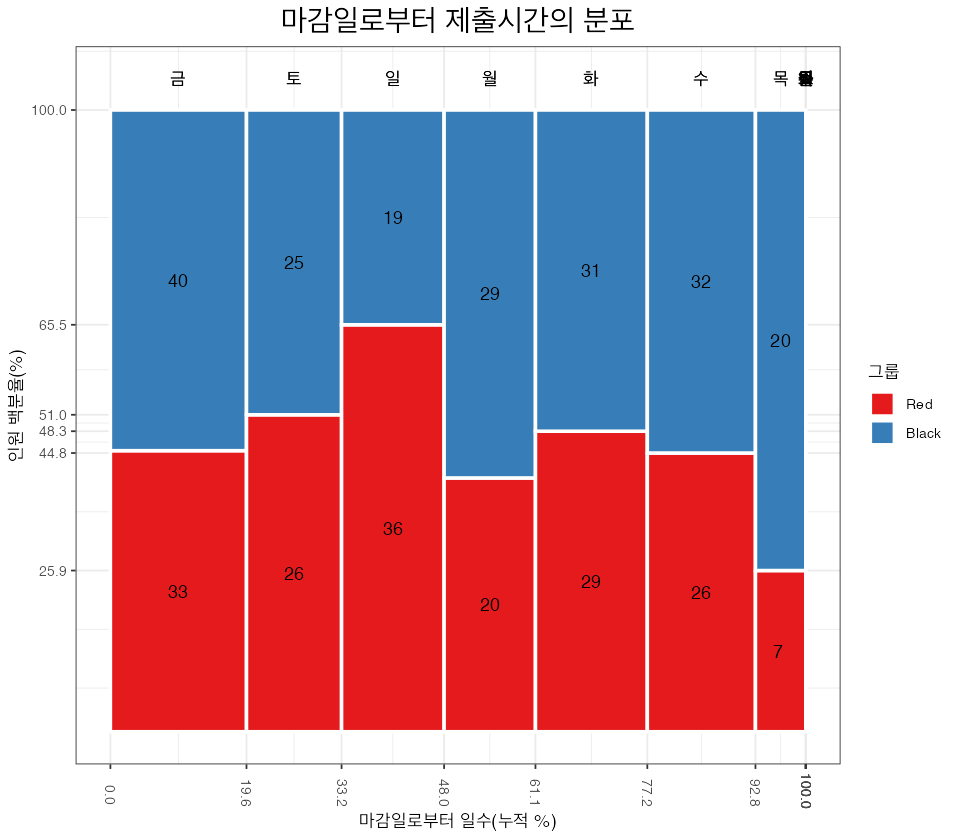 마감일로부터 제출시간의 분포
금 토 일 월 화 수 목
100.0
65.5
51.0
48.3
44.8
25.9
인원 백분율(%)
40 25 19 29 31 32 20
33 26 36 20 29 26 7
0.0 19.6 33.2 48.0 61.1 77.2 92.8 100.0
마감일로부터 일수(누적 %)
그룹
Red
Black